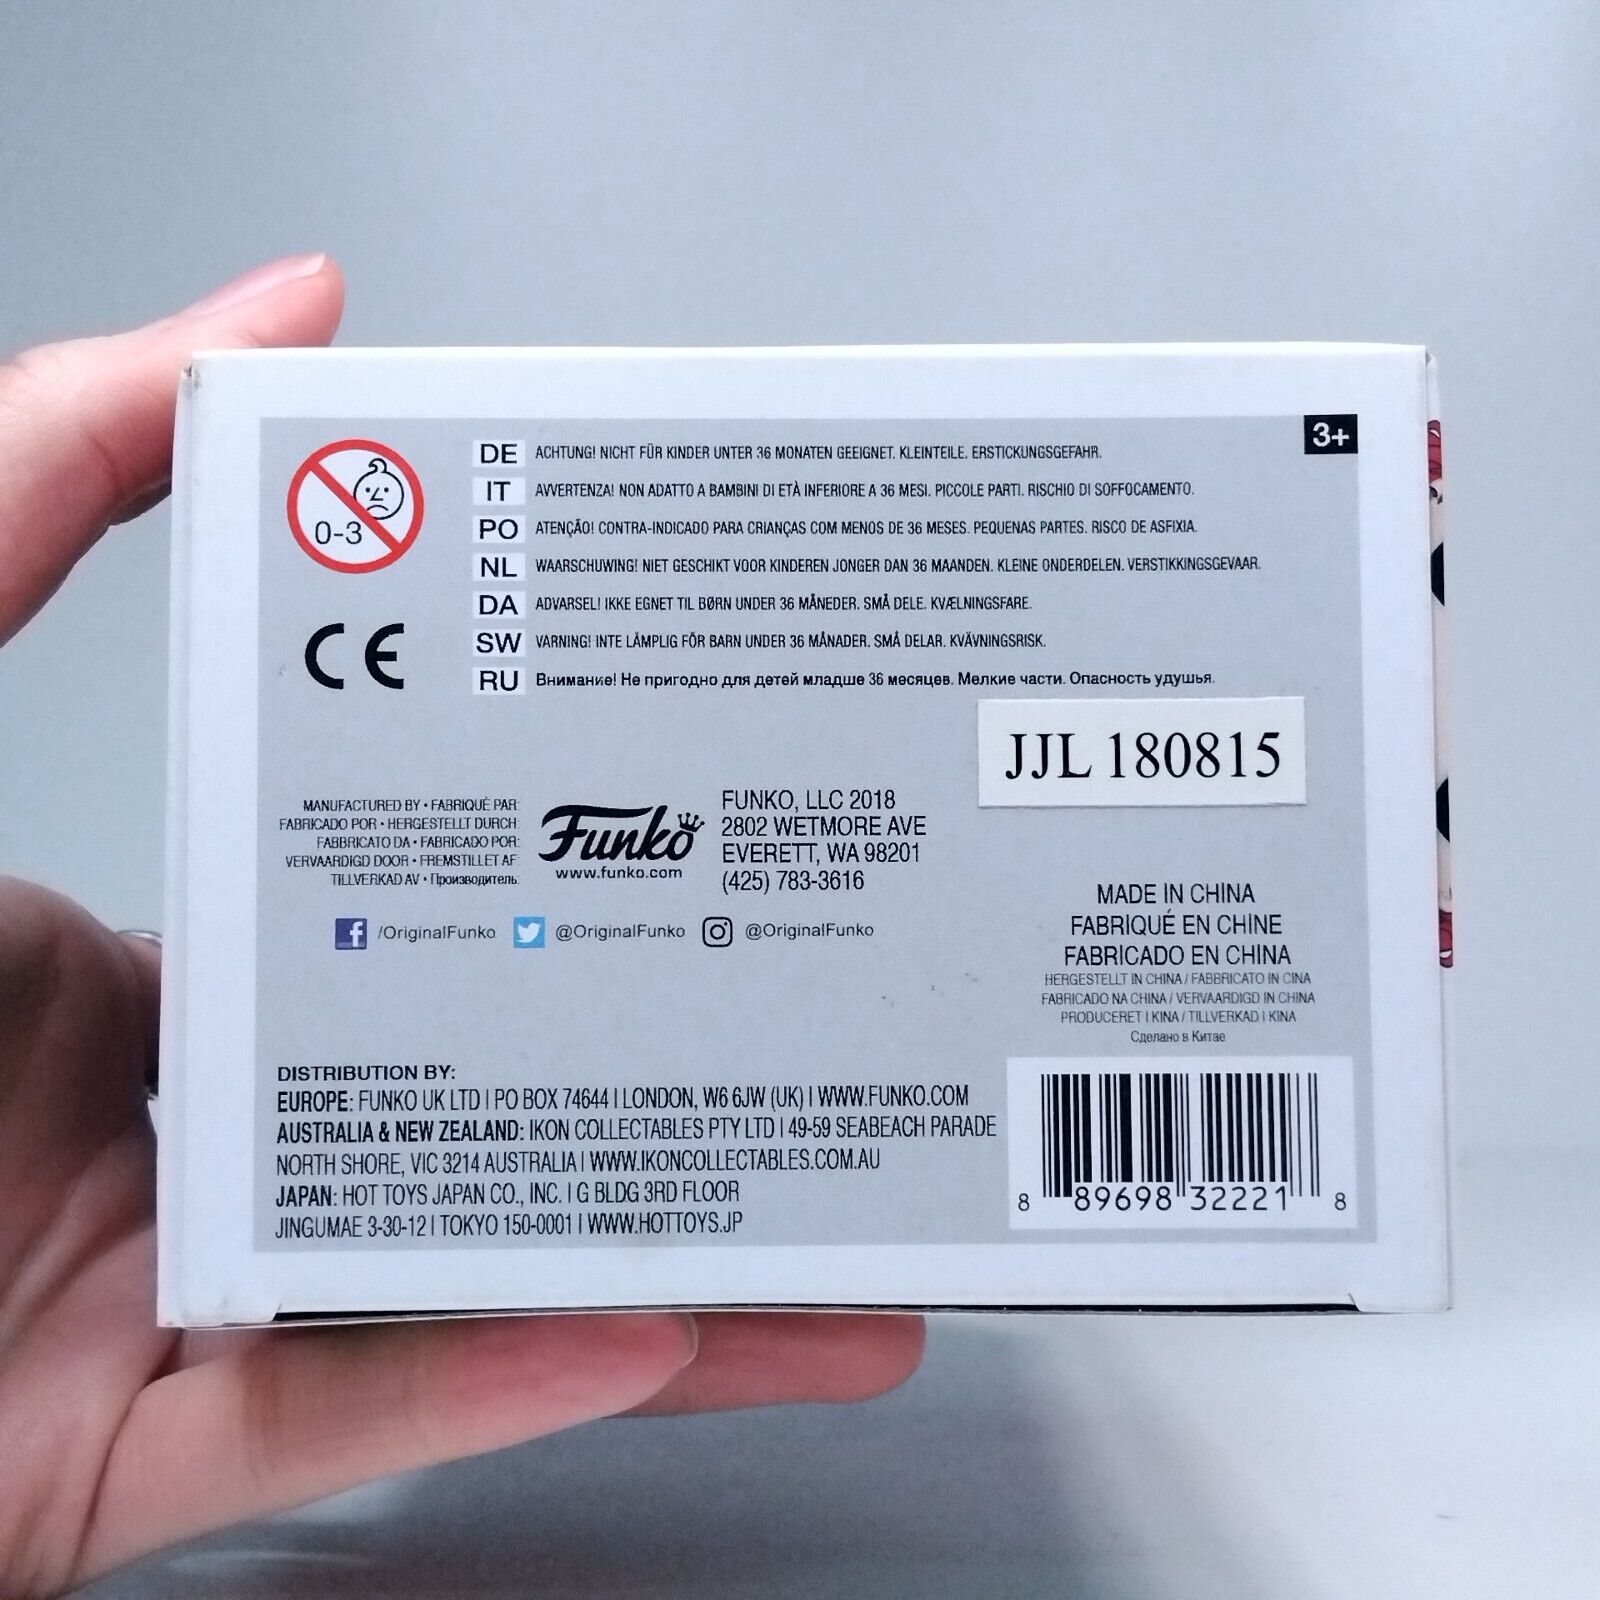 3+
0-3
DE ACHTUNG! NICHT FÜR KINDER UNTER 36 MONATEN GEEIGNET. KLEINTEILE. ERSTICKUNGSGEFAHR.
IT AVVERTENZA! NON ADATTO A BAMBINI DI ETÀ INFERIORE A 36 MESI. PICCOLE PARTI. RISCHIO DI SOFFOCAMENTO.
PO ATENÇÃO! CONTRA-INDICADO PARA CRIANÇAS COM MENOS DE 36 MESES. PEQUENAS PARTES. RISCO DE ASFIXIA.
NL WAARSCHUWING! NIET GESCHIKT VOOR KINDEREN JONGER DAN 36 MAANDEN. KLEINE ONDERDELEN. VERSTIKKINGSGEVAAR.
DA ADVARSEL! IKKE EGNET TIL BØRN UNDER 36 MÅNEDER. SMÅ DELE. KVÆLNINGSFARE.
SW VARNING! INTE LÄMPLIG FÖR BARN UNDER 36 MÅNADER. SMÅ DELAR. KVÄVNINGSRISK.
RU Внимание! Не пригодно для детей младше 36 месяцев. Мелкие части. Опасность удушья.
CE
JJL 180815
MANUFACTURED BY • FABRIQUÉ PAR:
FABRICADO POR • HERGESTELLT DURCH:
FABBRICATO DA • FABRICADO POR:
VERVAARDIGD DOOR • FREMSTILLET AF:
TILLVERKAD AV • Производитель:
Funko
www.funko.com
FUNKO, LLC 2018
2802 WETMORE AVE
EVERETT, WA 98201
(425) 783-3616
/OriginalFunko @OriginalFunko @OriginalFunko
MADE IN CHINA
FABRIQUÉ EN CHINE
FABRICADO EN CHINA
HERGESTELLT IN CHINA / FABBRICATO IN CINA
FABRICADO NA CHINA / VERVAARDIGD IN CHINA
PRODUCERET I KINA / TILLVERKAD I KINA
Сделано в Китае
DISTRIBUTION BY:
EUROPE: FUNKO UK LTD | PO BOX 74644 | LONDON, W6 6JW (UK) | WWW.FUNKO.COM
AUSTRALIA & NEW ZEALAND: IKON COLLECTABLES PTY LTD | 49-59 SEABEACH PARADE
NORTH SHORE, VIC 3214 AUSTRALIA | WWW.IKONCOLLECTABLES.COM.AU
JAPAN: HOT TOYS JAPAN CO., INC. | G BLDG 3RD FLOOR
JINGUMAE 3-30-12 | TOKYO 150-0001 | WWW.HOTTOYS.JP
8 89698 32221 8